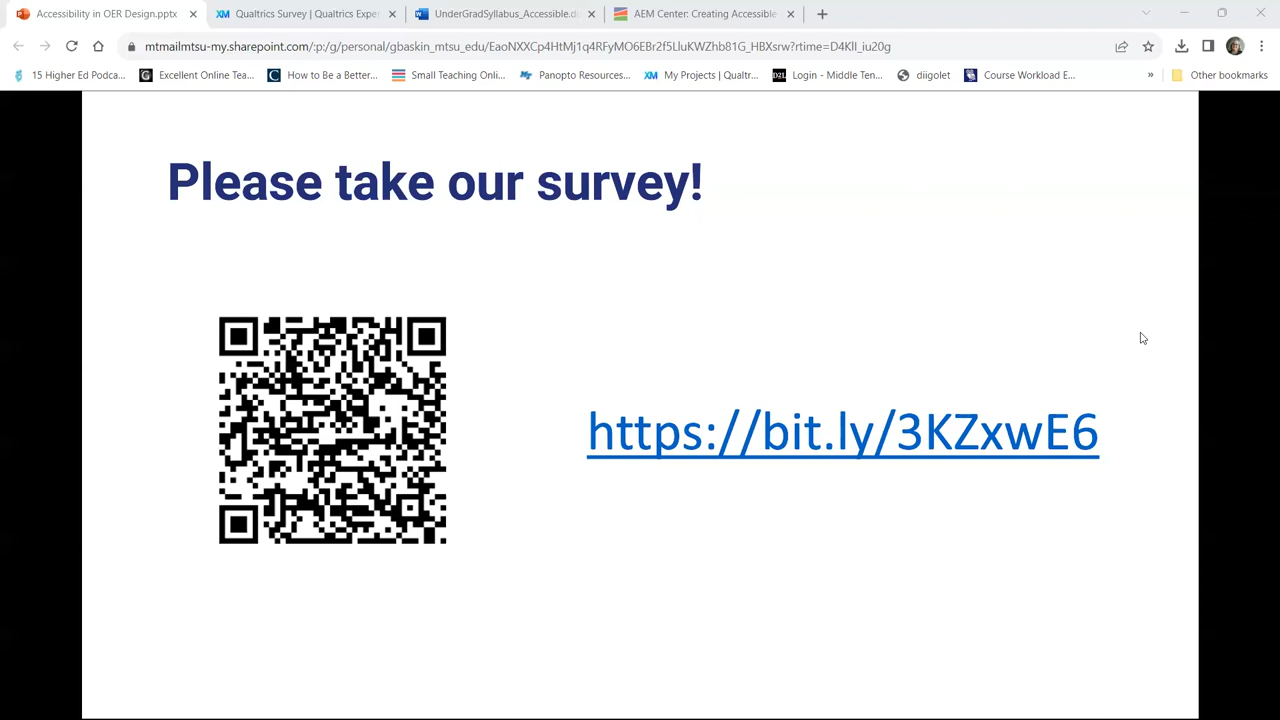 Accessibility in OER Design.pptx
Qualtrics Survey | Qualtrics Expe
UnderGradSyllabus_Accessible.do
AEM Center: Creating Accessible
mtmailmtsu-my.sharepoint.com/:p:/g/personal/gbaskin_mtsu_edu/EaoNXXCp4HtMj1q4RFyMO6EBr2f5LluKWZhb81G_HBXsrw?rtime=D4KlI_iu20g
15 Higher Ed Podca...
Excellent Online Tea...
How to Be a Better...
Small Teaching Onli...
Panopto Resources...
My Projects | Qualtr...
Login - Middle Ten...
diigolet
Course Workload E...
Other bookmarks
Please take our survey!
https://bit.ly/3KZxwE6